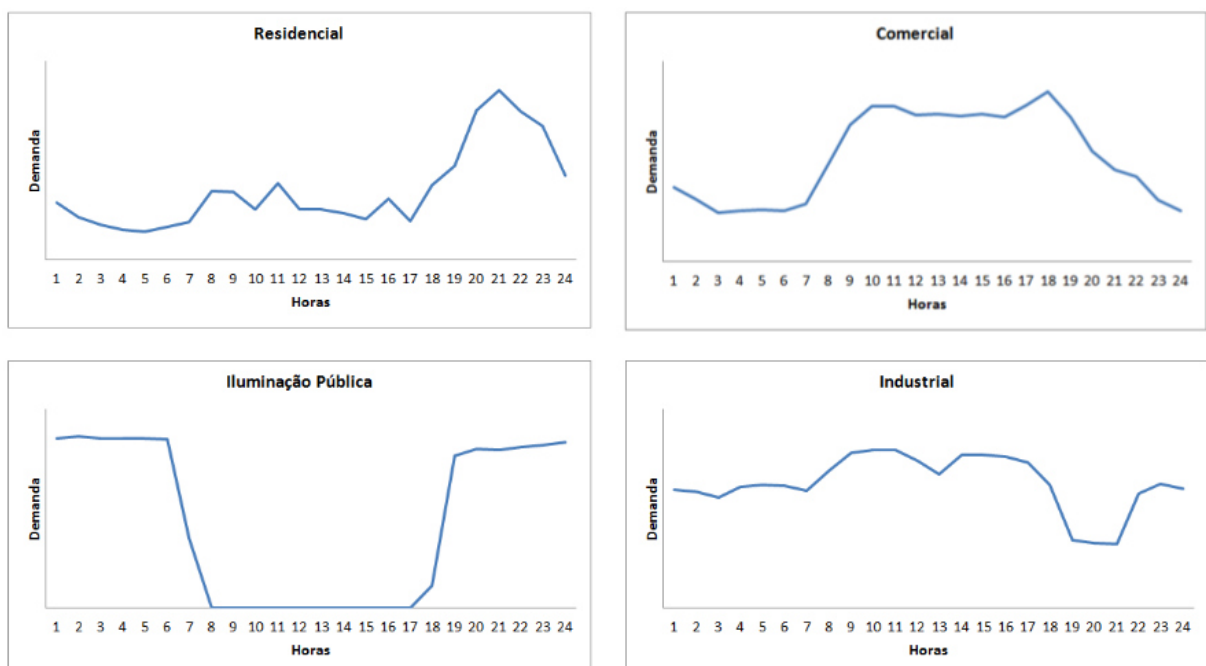 Residencial
Demanda
1 2 3 4 5 6 7 8 9 10 11 12 13 14 15 16 17 18 19 20 21 22 23 24
Horas
Comercial
Demanda
1 2 3 4 5 6 7 8 9 10 11 12 13 14 15 16 17 18 19 20 21 22 23 24
Horas
Iluminação Pública
Demanda
1 2 3 4 5 6 7 8 9 10 11 12 13 14 15 16 17 18 19 20 21 22 23 24
Horas
Industrial
Demanda
1 2 3 4 5 6 7 8 9 10 11 12 13 14 15 16 17 18 19 20 21 22 23 24
Horas